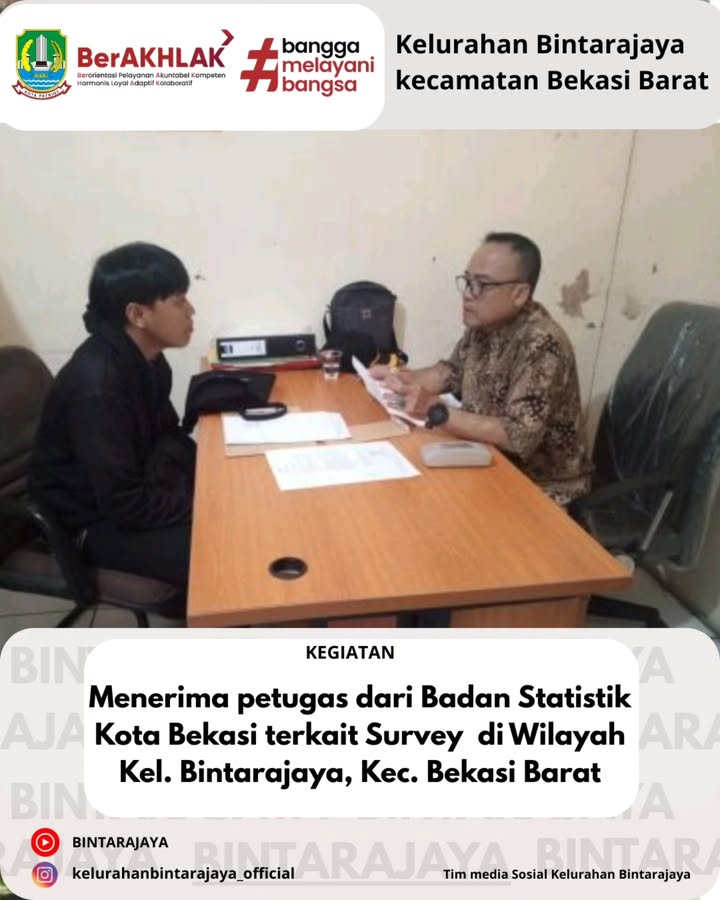 BerAKHLAK
Berorientasi Pelayanan Akuntabel Kompeten
Harmonis Loyal Adaptif Kolaboratif
#bangga
melayani
bangsa
Kelurahan Bintarajaya
kecamatan Bekasi Barat
KEGIATAN
Menerima petugas dari Badan Statistik
Kota Bekasi terkait Survey di Wilayah
Kel. Bintarajaya, Kec. Bekasi Barat
BINTARAJAYA
kelurahanbintarajaya_official
Tim media Sosial Kelurahan Bintarajaya